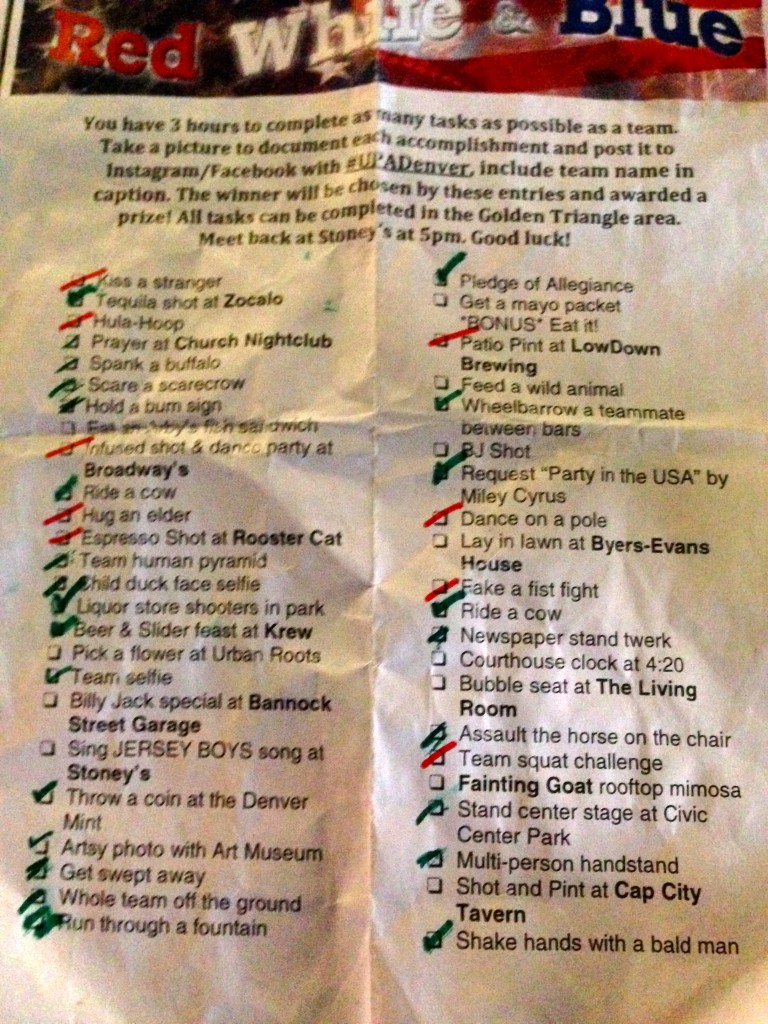 Red White & Blue
You have 3 hours to complete as many tasks as possible as a team.
Take a picture to document each accomplishment and post it to
Instagram/Facebook with #UPADenver, include team name in
caption. The winner will be chosen by these entries and awarded a
prize! All tasks can be completed in the Golden Triangle area.
Meet back at Stoney's at 5pm. Good luck!
Kiss a stranger
Tequila shot at Zocalo
Hula-Hoop
Prayer at Church Nightclub
Spank a buffalo
Scare a scarecrow
Hold a bum sign
Eat an Arby's fish sandwich
Infused shot & dance party at
Broadway's
Ride a cow
Hug an elder
Espresso Shot at Rooster Cat
Team human pyramid
Child duck face selfie
Liquor store shooters in park
Beer & Slider feast at Krew
Pick a flower at Urban Roots
Team selfie
Billy Jack special at Bannock
Street Garage
Sing JERSEY BOYS song at
Stoney's
Throw a coin at the Denver
Mint
Artsy photo with Art Museum
Get swept away
Whole team off the ground
Run through a fountain
Pledge of Allegiance
Get a mayo packet
*BONUS* Eat it!
Patio Pint at LowDown
Brewing
Feed a wild animal
Wheelbarrow a teammate
between bars
BJ Shot
Request "Party in the USA" by
Miley Cyrus
Dance on a pole
Lay in lawn at Byers-Evans
House
Fake a fist fight
Ride a cow
Newspaper stand twerk
Courthouse clock at 4:20
Bubble seat at The Living
Room
Assault the horse on the chair
Team squat challenge
Fainting Goat rooftop mimosa
Stand center stage at Civic
Center Park
Multi-person handstand
Shot and Pint at Cap City
Tavern
Shake hands with a bald man